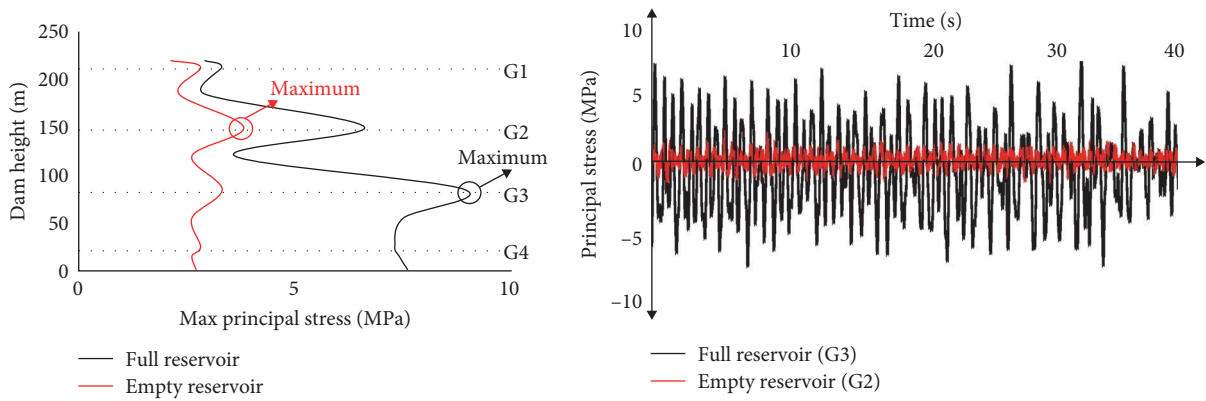 250
200
150
100
50
0
Dam height (m)
G1
Maximum
G2
Maximum
G3
G4
0
5
10
Max principal stress (MPa)
Full reservoir
Empty reservoir
Time (s)
10
20
30
40
10
5
0
–5
–10
Principal stress (MPa)
Full reservoir (G3)
Empty reservoir (G2)